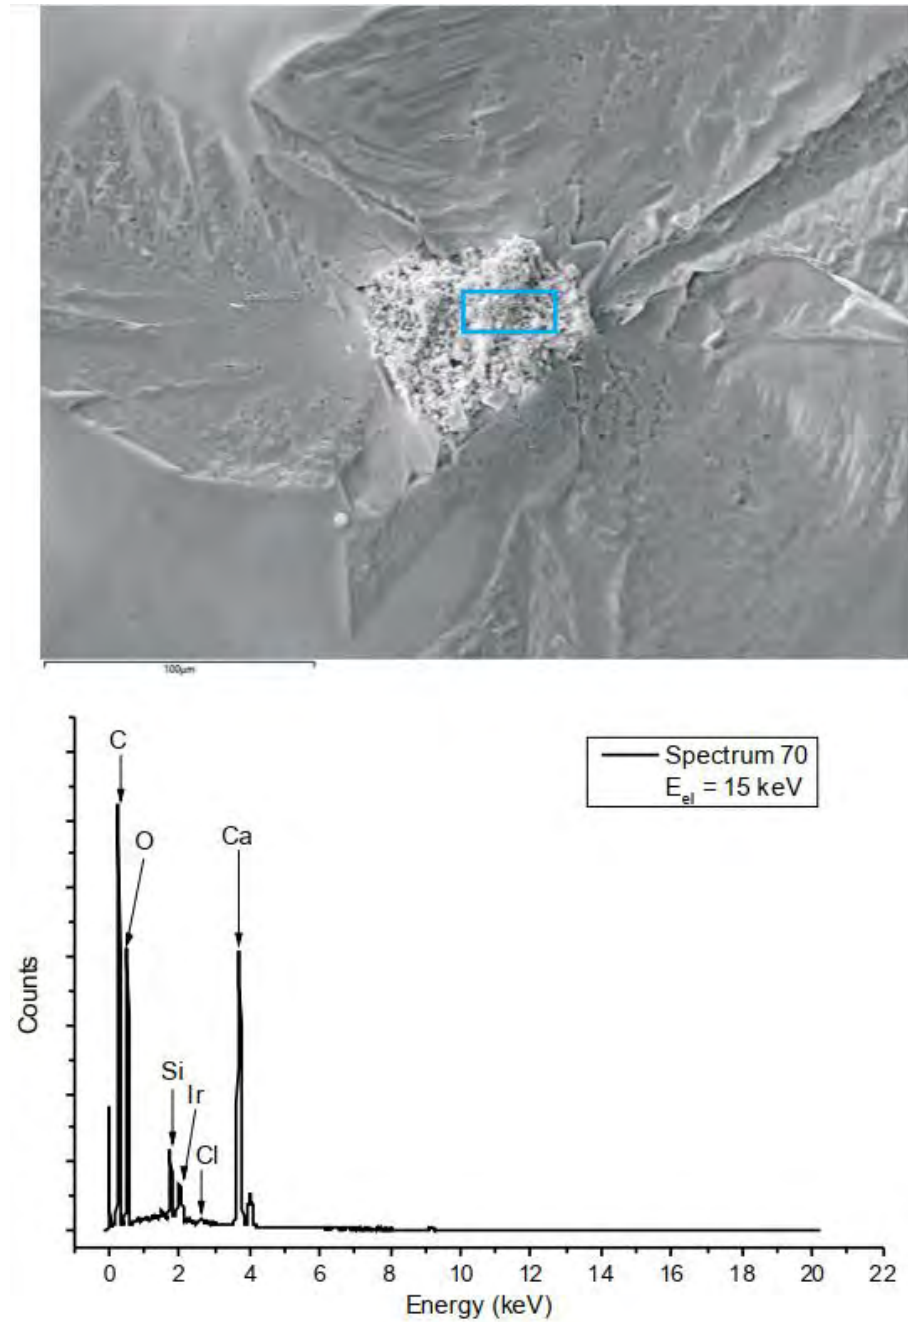 100µm
C
O
Ca
Si
Ir
Cl
Spectrum 70
E_el = 15 keV
Counts
0 2 4 6 8 10 12 14 16 18 20 22
Energy (keV)